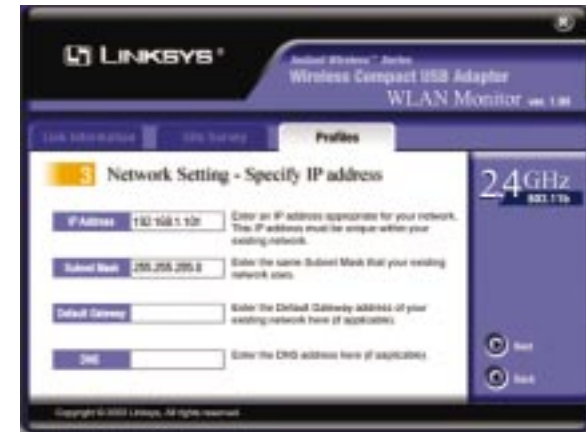 LINKSYS®
Instant Wireless™ Series
Wireless Compact USB Adapter
WLAN Monitor ver. 1.00
Link Information
Site Survey
Profiles
3 Network Setting - Specify IP address
2.4GHz
802.11b
IP Address
192.168.1.101
Enter an IP address appropriate for your network.
This IP address must be unique within your
existing network.
Subnet Mask
255.255.255.0
Enter the same Subnet Mask that your existing
network uses.
Default Gateway
Enter the Default Gateway address of your
existing network here (if applicable).
DNS
Enter the DNS address here (if applicable).
Next
Back
Copyright © 2002 Linksys, All rights reserved.